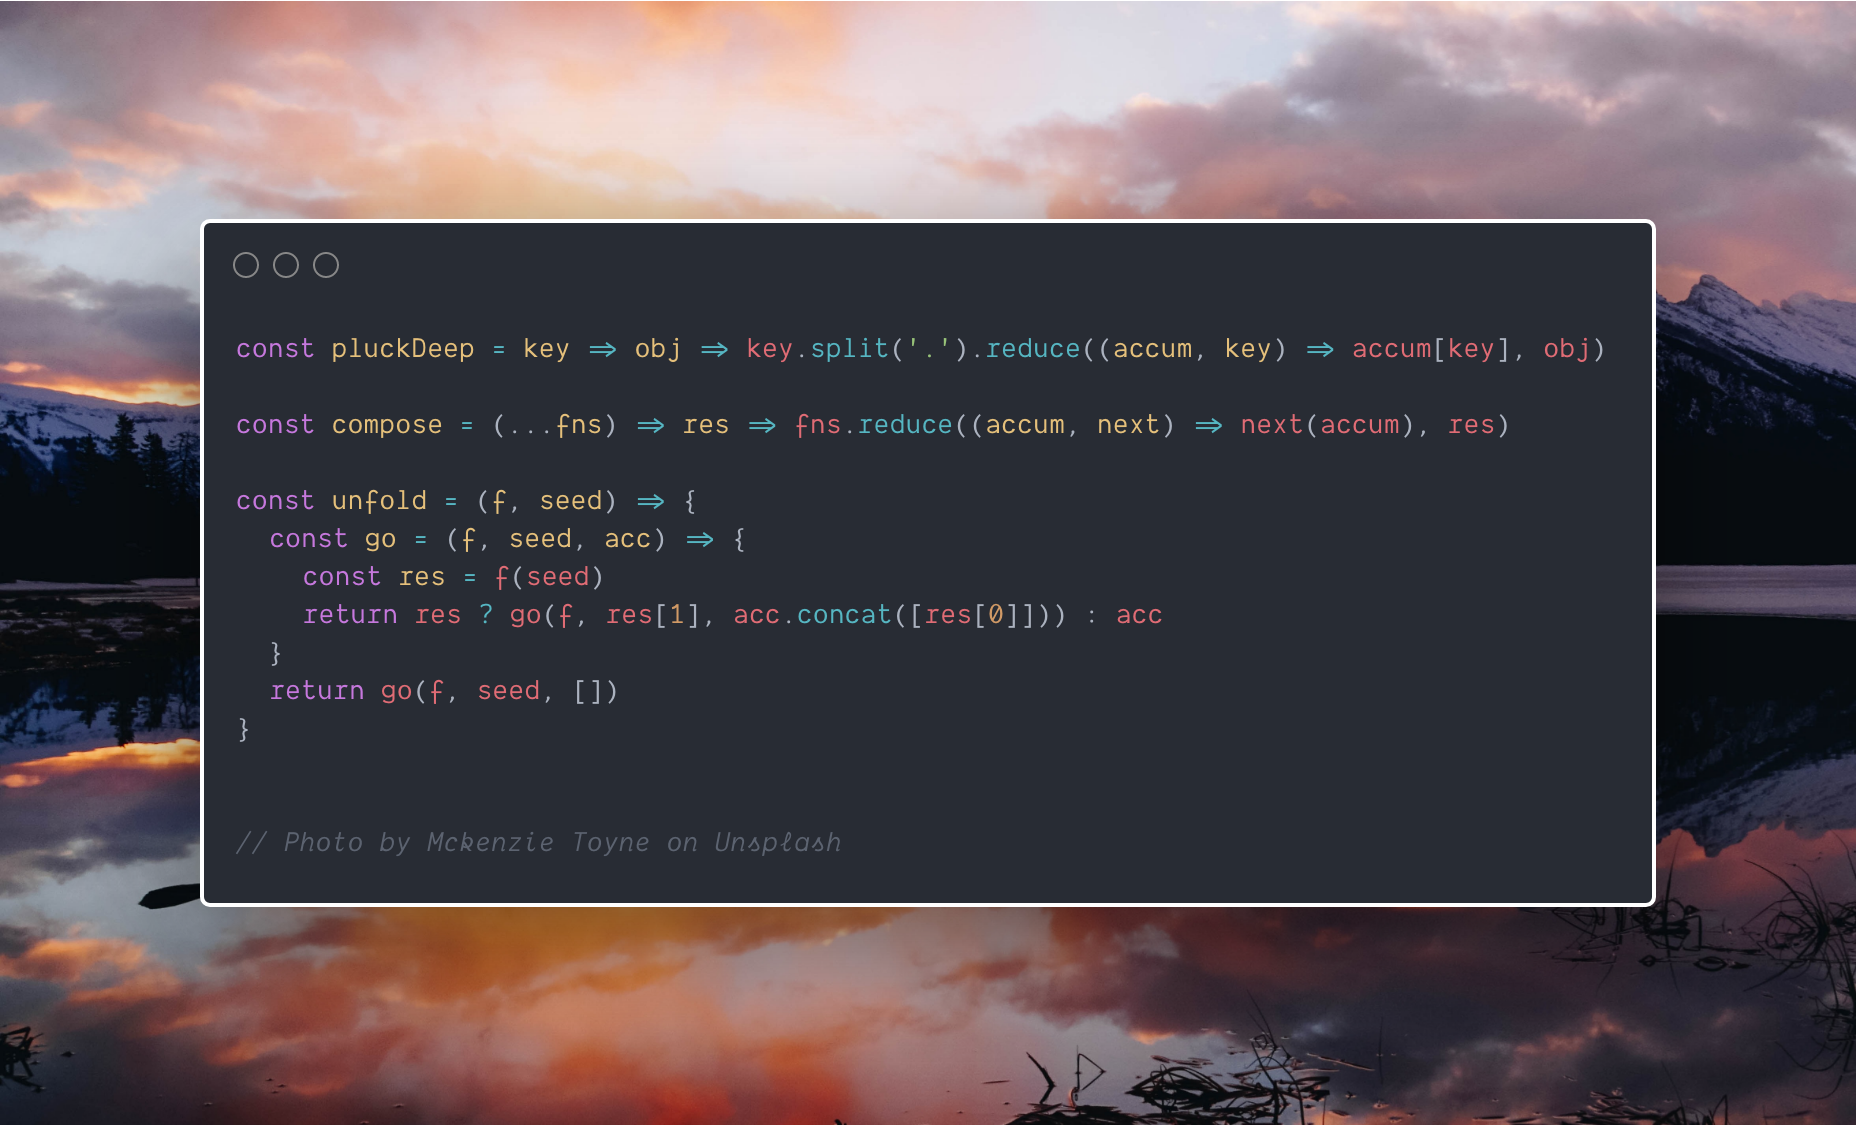 const pluckDeep = key => obj => key.split('.').reduce((accum, key) => accum[key], obj)
const compose = (...fns) => res => fns.reduce((accum, next) => next(accum), res)
const unfold = (f, seed) => {
  const go = (f, seed, acc) => {
    const res = f(seed)
    return res ? go(f, res[1], acc.concat([res[0]])) : acc
  }
  return go(f, seed, [])
}
// Photo by Mckenzie Toyne on Unsplash